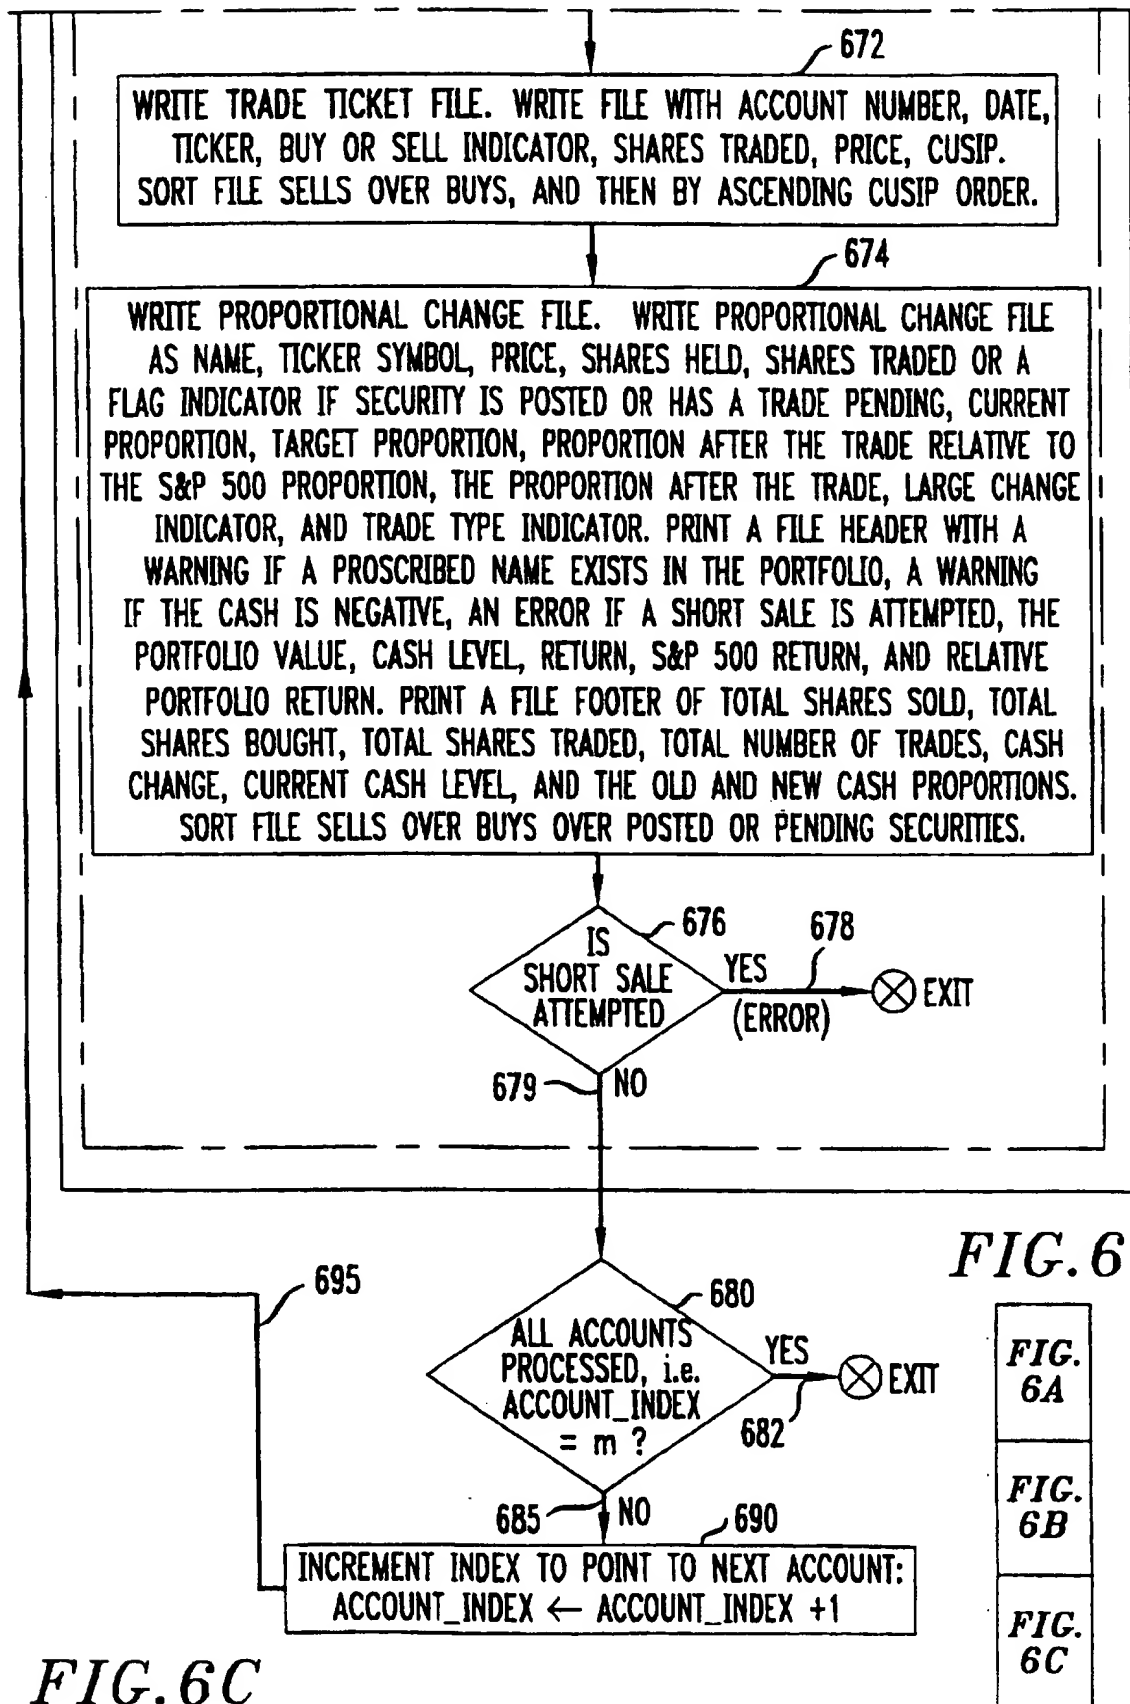 672
WRITE TRADE TICKET FILE. WRITE FILE WITH ACCOUNT NUMBER, DATE,
TICKER, BUY OR SELL INDICATOR, SHARES TRADED, PRICE, CUSIP.
SORT FILE SELLS OVER BUYS, AND THEN BY ASCENDING CUSIP ORDER.
674
WRITE PROPORTIONAL CHANGE FILE. WRITE PROPORTIONAL CHANGE FILE
AS NAME, TICKER SYMBOL, PRICE, SHARES HELD, SHARES TRADED OR A
FLAG INDICATOR IF SECURITY IS POSTED OR HAS A TRADE PENDING, CURRENT
PROPORTION, TARGET PROPORTION, PROPORTION AFTER THE TRADE RELATIVE TO
THE S&P 500 PROPORTION, THE PROPORTION AFTER THE TRADE, LARGE CHANGE
INDICATOR, AND TRADE TYPE INDICATOR. PRINT A FILE HEADER WITH A
WARNING IF A PROSCRIBED NAME EXISTS IN THE PORTFOLIO, A WARNING
IF THE CASH IS NEGATIVE, AN ERROR IF A SHORT SALE IS ATTEMPTED, THE
PORTFOLIO VALUE, CASH LEVEL, RETURN, S&P 500 RETURN, AND RELATIVE
PORTFOLIO RETURN. PRINT A FILE FOOTER OF TOTAL SHARES SOLD, TOTAL
SHARES BOUGHT, TOTAL SHARES TRADED, TOTAL NUMBER OF TRADES, CASH
CHANGE, CURRENT CASH LEVEL, AND THE OLD AND NEW CASH PROPORTIONS.
SORT FILE SELLS OVER BUYS OVER POSTED OR PENDING SECURITIES.
676
678
IS
SHORT SALE
ATTEMPTED
YES
(ERROR)
EXIT
679
NO
FIG. 6
695
680
ALL ACCOUNTS
PROCESSED, i.e.
ACCOUNT_INDEX
= m ?
YES
682
EXIT
685
NO
690
INCREMENT INDEX TO POINT TO NEXT ACCOUNT:
ACCOUNT_INDEX ← ACCOUNT_INDEX +1
FIG.
6A
FIG.
6B
FIG.
6C
FIG. 6C